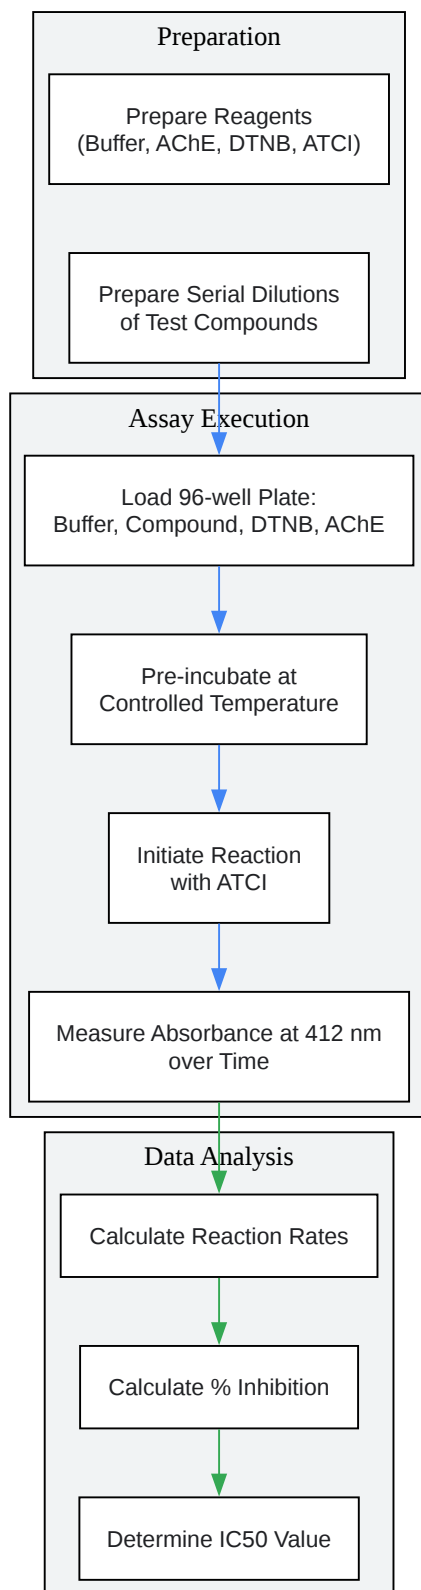 Preparation
Prepare Reagents
(Buffer, AChE, DTNB, ATCI)
Prepare Serial Dilutions
of Test Compounds
Assay Execution
Load 96-well Plate:
Buffer, Compound, DTNB, AChE
Pre-incubate at
Controlled Temperature
Initiate Reaction
with ATCI
Measure Absorbance at 412 nm
over Time
Data Analysis
Calculate Reaction Rates
Calculate % Inhibition
Determine IC50 Value